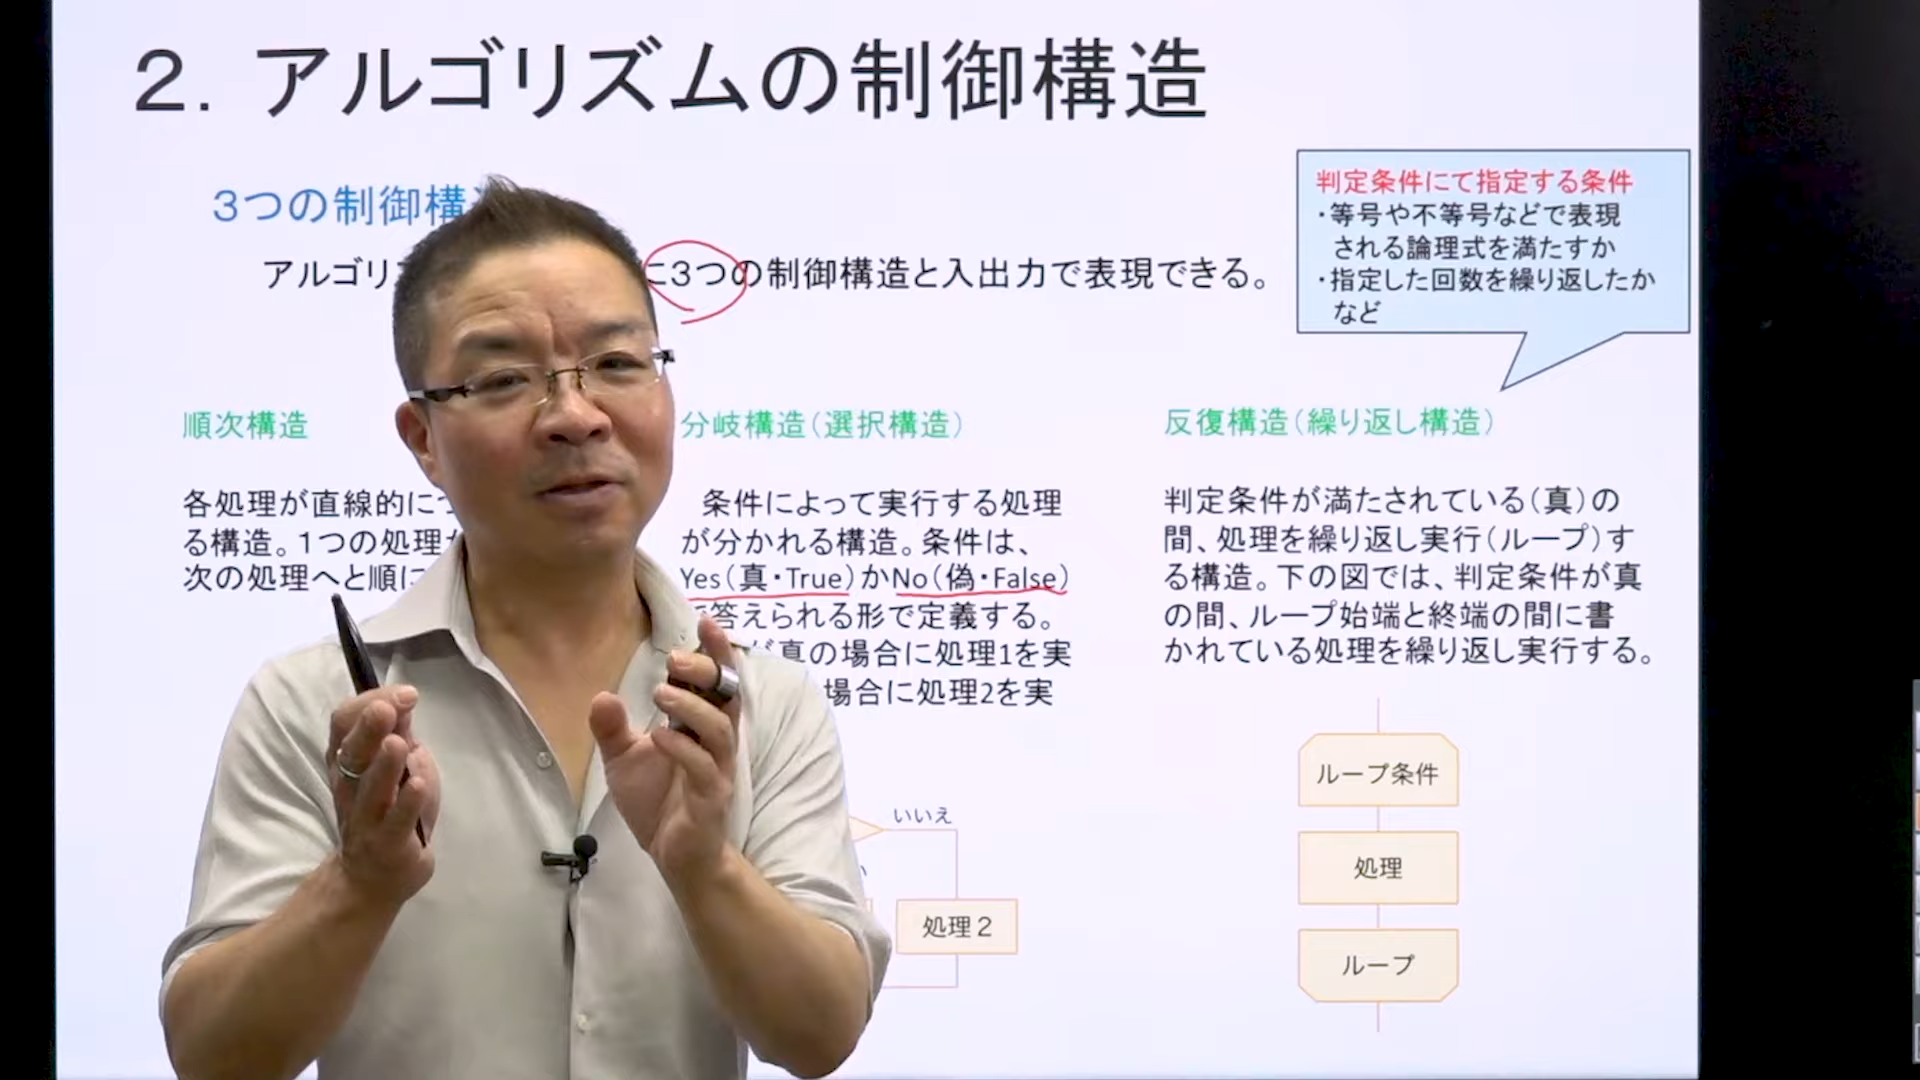 2. アルゴリズムの制御構造
3つの制御構
アルゴリ
に3つの制御構造と入出力で表現できる。
判定条件にて指定する条件
・等号や不等号などで表現
される論理式を満たすか
・指定した回数を繰り返したか
など
順次構造
各処理が直線的につ
る構造。1つの処理が
次の処理へと順に
分岐構造(選択構造)
条件によって実行する処理
が分かれる構造。条件は、
Yes(真・True)かNo(偽・False)
で答えられる形で定義する。
が真の場合に処理1を実
場合に処理2を実
いいえ
処理2
反復構造(繰り返し構造)
判定条件が満たされている(真)の
間、処理を繰り返し実行(ループ)す
る構造。下の図では、判定条件が真
の間、ループ始端と終端の間に書
かれている処理を繰り返し実行する。
ループ条件
処理
ループ